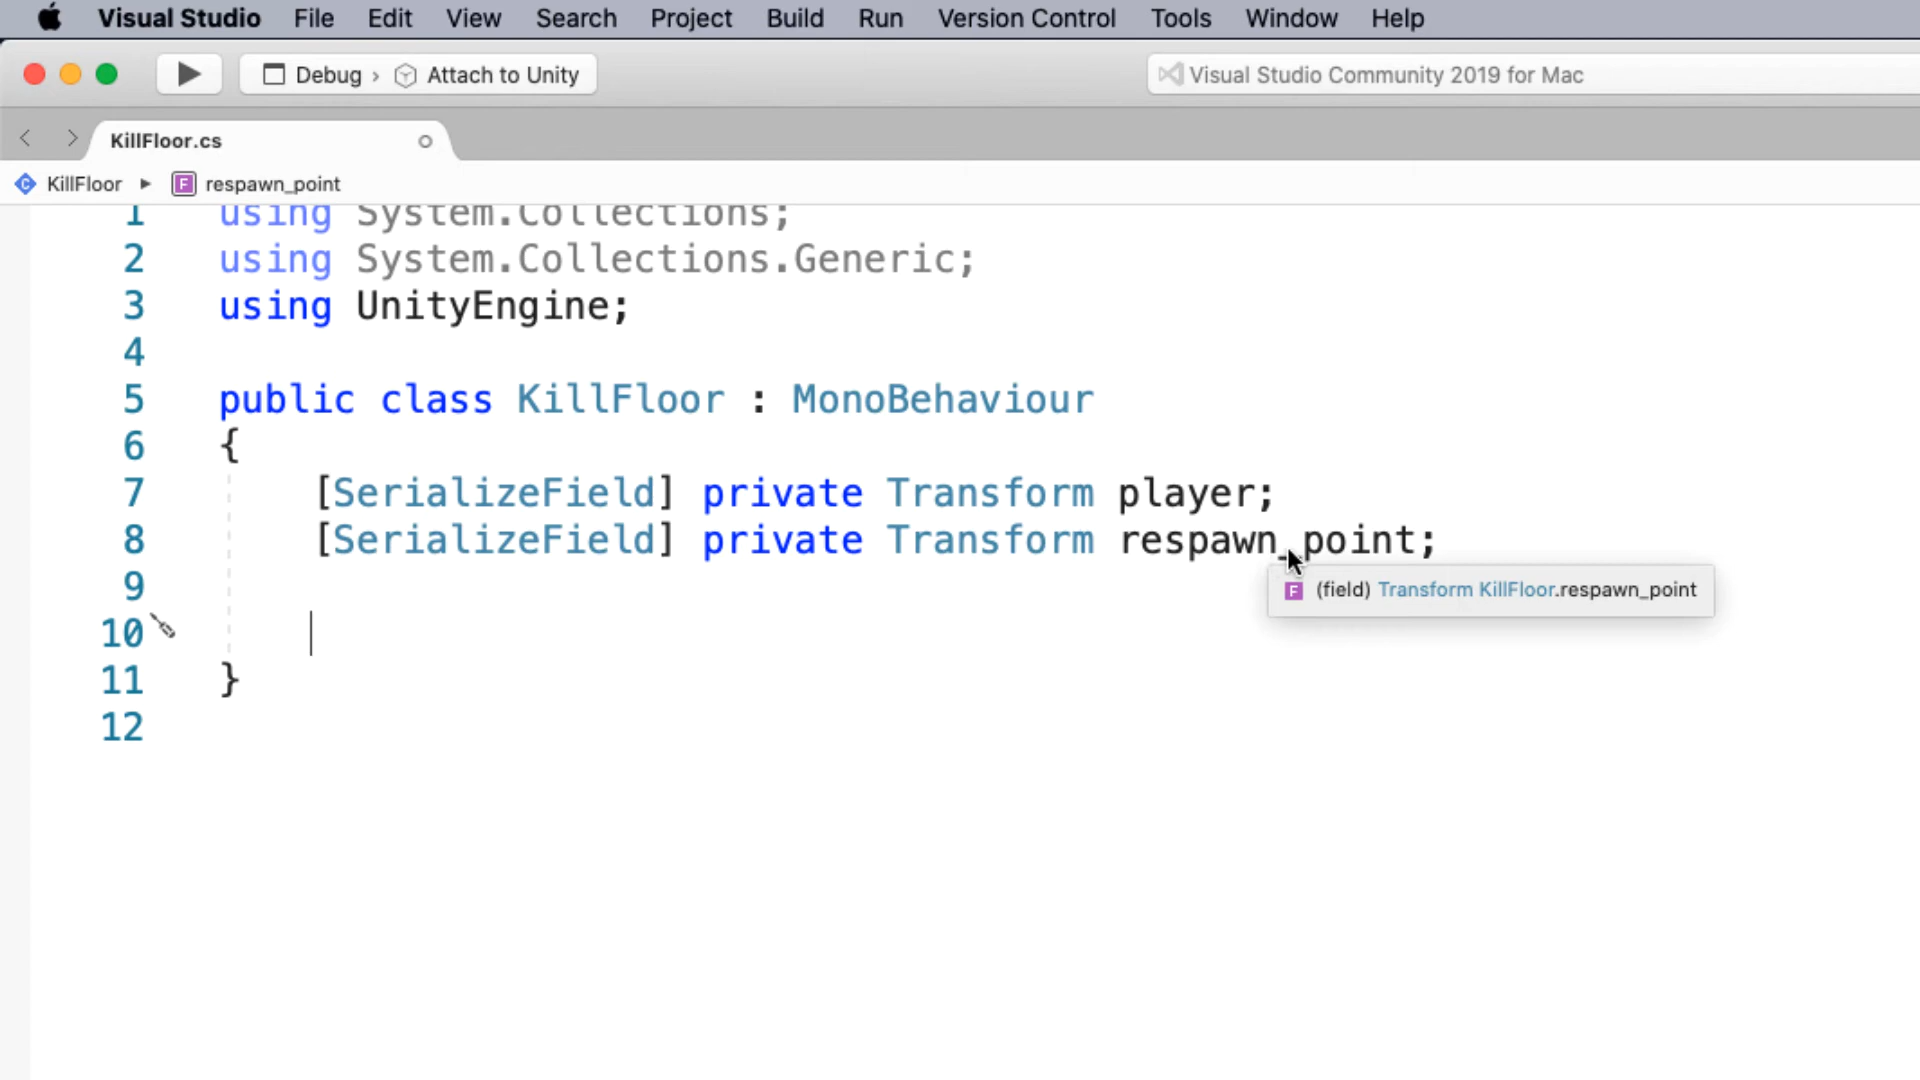 Visual Studio File Edit View Search Project Build Run Version Control Tools Window Help
Debug › Attach to Unity Visual Studio Community 2019 for Mac
KillFloor.cs
KillFloor respawn_point
1 using System.Collections;
2 using System.Collections.Generic;
3 using UnityEngine;
4
5 public class KillFloor : MonoBehaviour
6 {
7 [SerializeField] private Transform player;
8 [SerializeField] private Transform respawn_point;
9
F (field) Transform KillFloor.respawn_point
10
11 }
12